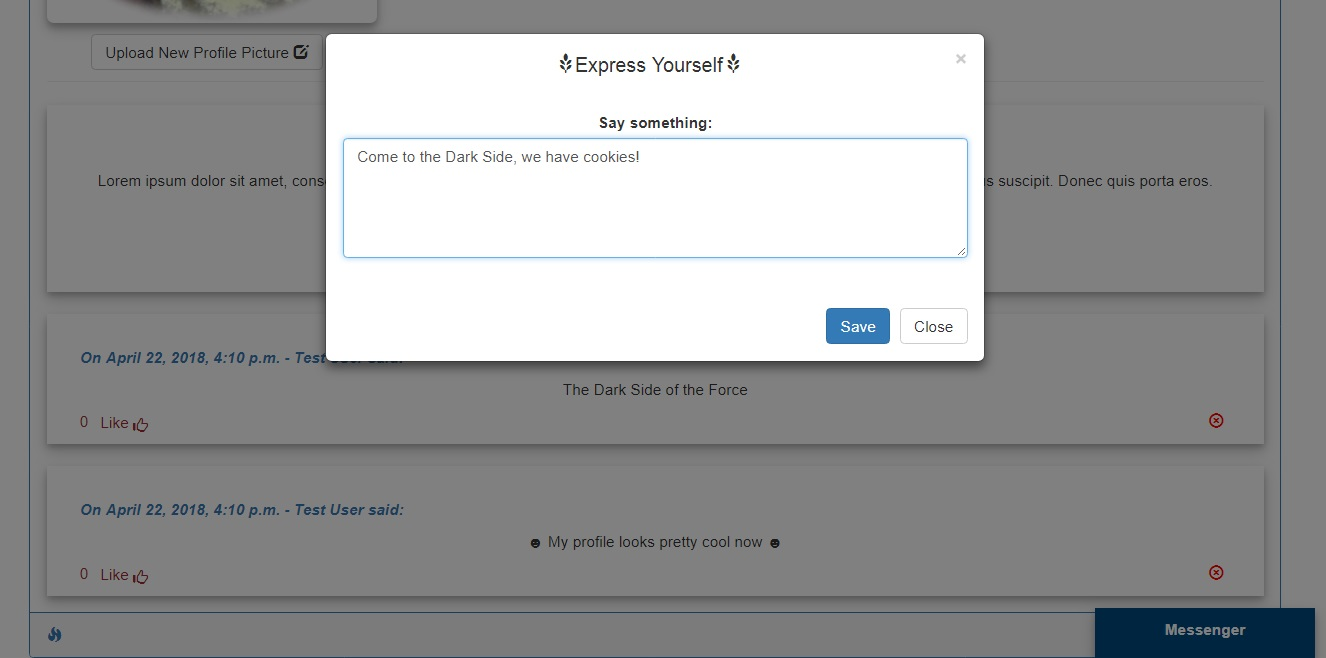 Upload New Profile Picture
Express Yourself
×
Say something:
Come to the Dark Side, we have cookies!
Lorem ipsum dolor sit amet, suscipit. Donec quis porta eros.
Save Close
On April 22, 2018, 4:10 p.m. - Test User said:
The Dark Side of the Force
0 Like
On April 22, 2018, 4:10 p.m. - Test User said:
☻ My profile looks pretty cool now ☻
0 Like
Messenger